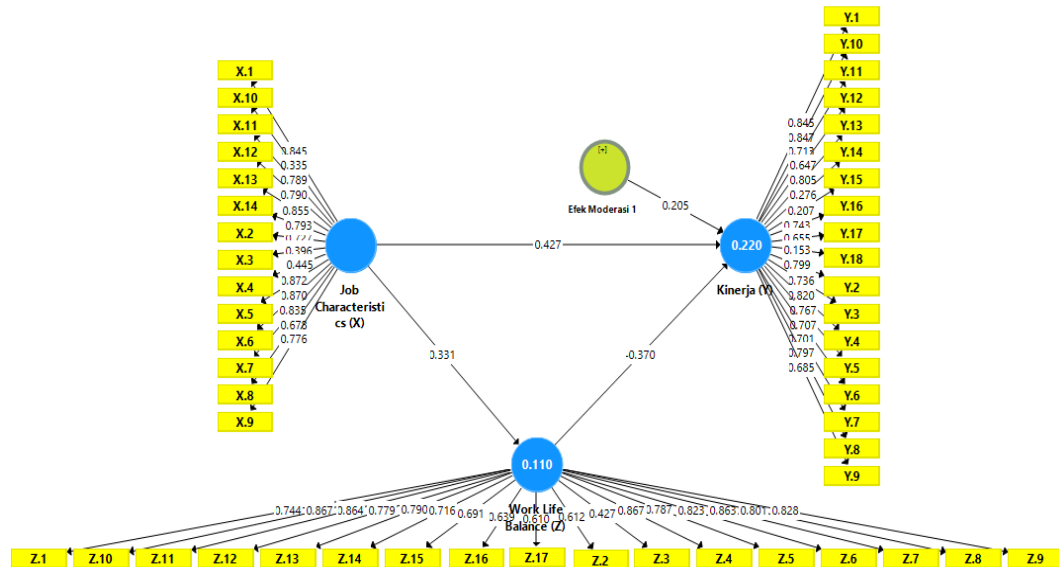 Y.1
Y.10
Y.11
Y.12
Y.13
Y.14
Y.15
Y.16
Y.17
Y.18
Y.2
Y.3
Y.4
Y.5
Y.6
Y.7
Y.8
Y.9
X.1
X.10
X.11
X.12
X.13
X.14
X.2
X.3
X.4
X.5
X.6
X.7
X.8
X.9
0.845
0.335
0.789
0.790
0.855
0.793
0.727
0.396
0.445
0.872
0.870
0.835
0.678
0.776
Job
Characteristi
cs (X)
[+]
Efek Moderasi 1
0.205
0.427
0.331
-0.370
0.220
Kinerja (Y)
0.845
0.847
0.713
0.647
0.805
0.276
0.207
0.743
0.655
0.153
0.799
0.736
0.820
0.767
0.707
0.701
0.797
0.685
0.110
Work Life
Balance (Z)
0.744
0.867
0.864
0.779
0.790
0.716
0.691
0.639
0.610
0.612
0.427
0.867
0.787
0.823
0.863
0.801
0.828
Z.1
Z.10
Z.11
Z.12
Z.13
Z.14
Z.15
Z.16
Z.17
Z.2
Z.3
Z.4
Z.5
Z.6
Z.7
Z.8
Z.9